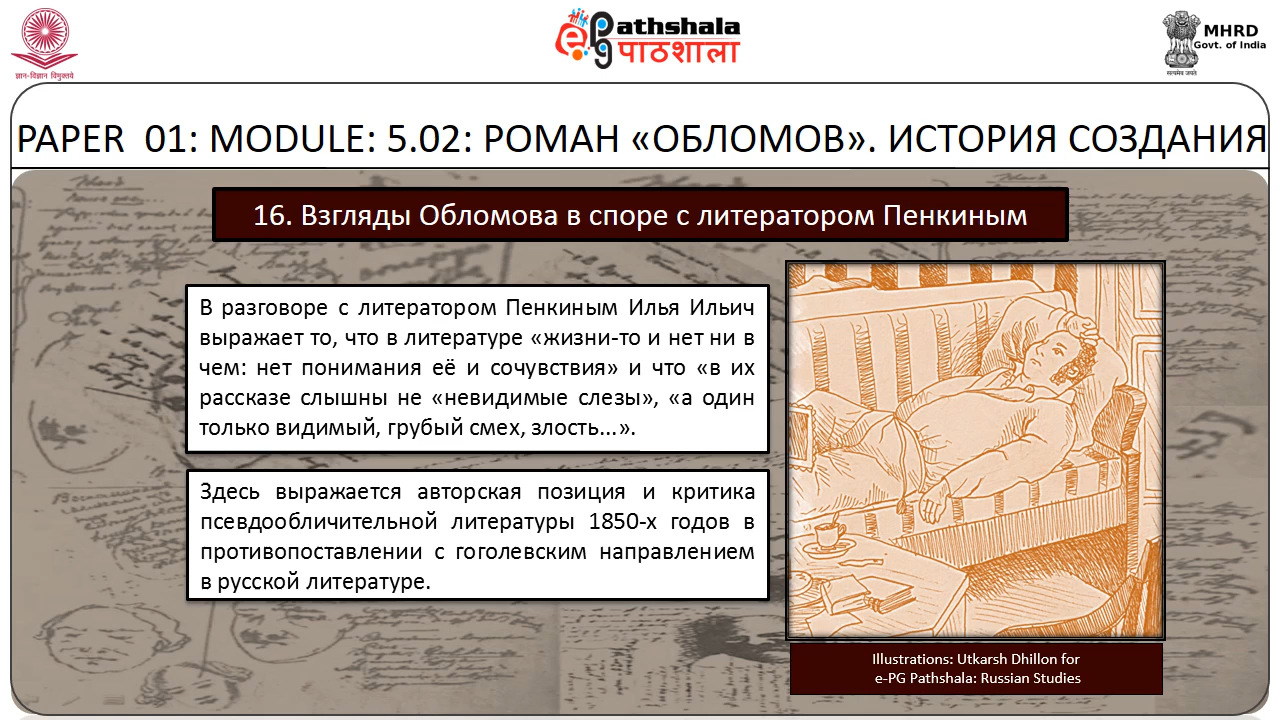 ज्ञान-विज्ञान विमुक्तये
ePg Pathshala
पाठशाला
MHRD
Govt. of India
सत्यमेव जयते
PAPER 01: MODULE: 5.02: РОМАН «ОБЛОМОВ». ИСТОРИЯ СОЗДАНИЯ
16. Взгляды Обломова в споре с литератором Пенкиным
В разговоре с литератором Пенкиным Илья Ильич
выражает то, что в литературе «жизни-то и нет ни в
чем: нет понимания её и сочувствия» и что «в их
рассказе слышны не «невидимые слезы», «а один
только видимый, грубый смех, злость...».
Здесь выражается авторская позиция и критика
псевдообличительной литературы 1850-х годов в
противопоставлении с гоголевским направлением
в русской литературе.
Illustrations: Utkarsh Dhillon for
e-PG Pathshala: Russian Studies